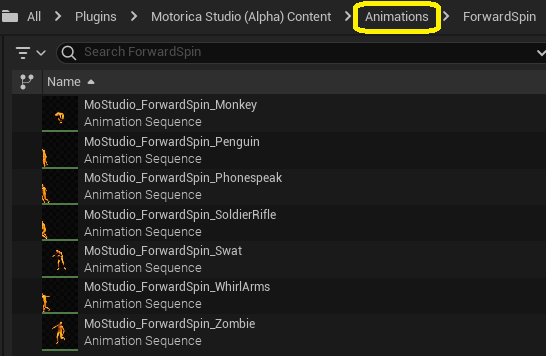 All > Plugins > Motorica Studio (Alpha) Content > Animations > ForwardSpin
Search ForwardSpin
Name
MoStudio_ForwardSpin_Monkey
Animation Sequence
MoStudio_ForwardSpin_Penguin
Animation Sequence
MoStudio_ForwardSpin_Phonespeak
Animation Sequence
MoStudio_ForwardSpin_SoldierRifle
Animation Sequence
MoStudio_ForwardSpin_Swat
Animation Sequence
MoStudio_ForwardSpin_WhirlArms
Animation Sequence
MoStudio_ForwardSpin_Zombie
Animation Sequence